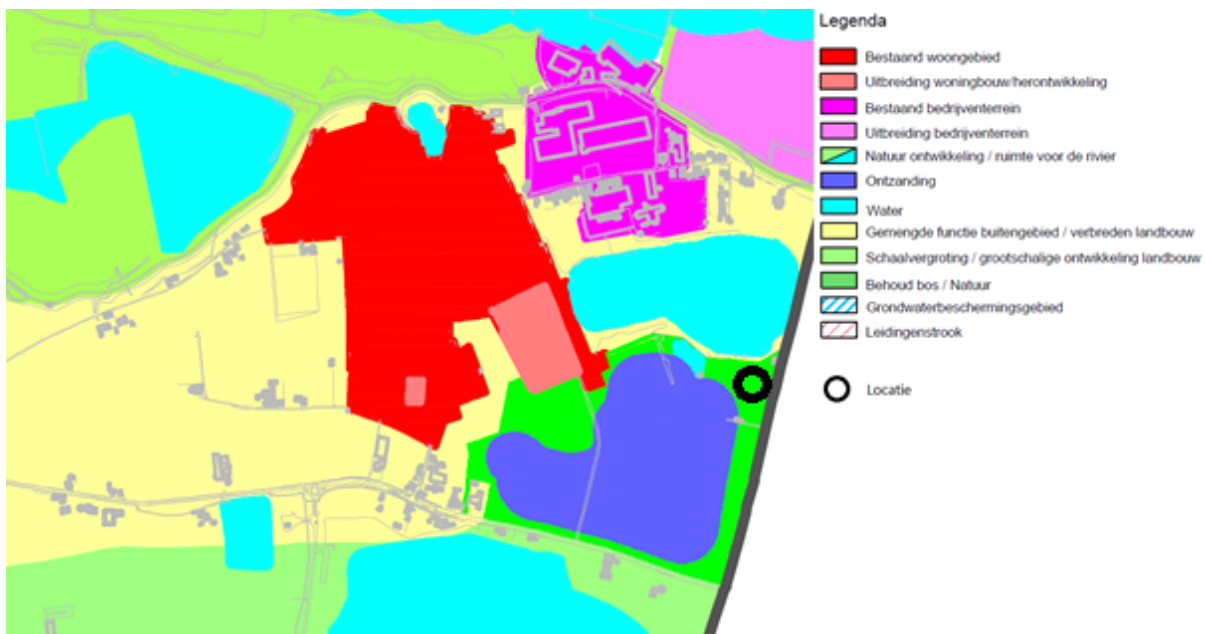 Legenda
Bestaand woongebied
Uitbreiding woningbouw/herontwikkeling
Bestaand bedrijventerrein
Uitbreiding bedrijventerrein
Natuur ontwikkeling / ruimte voor de rivier
Ontzanding
Water
Gemengde functie buitengebied / verbreden landbouw
Schaalvergroting / grootschalige ontwikkeling landbouw
Behoud bos / Natuur
Grondwaterbeschermingsgebied
Leidingenstrook
Locatie